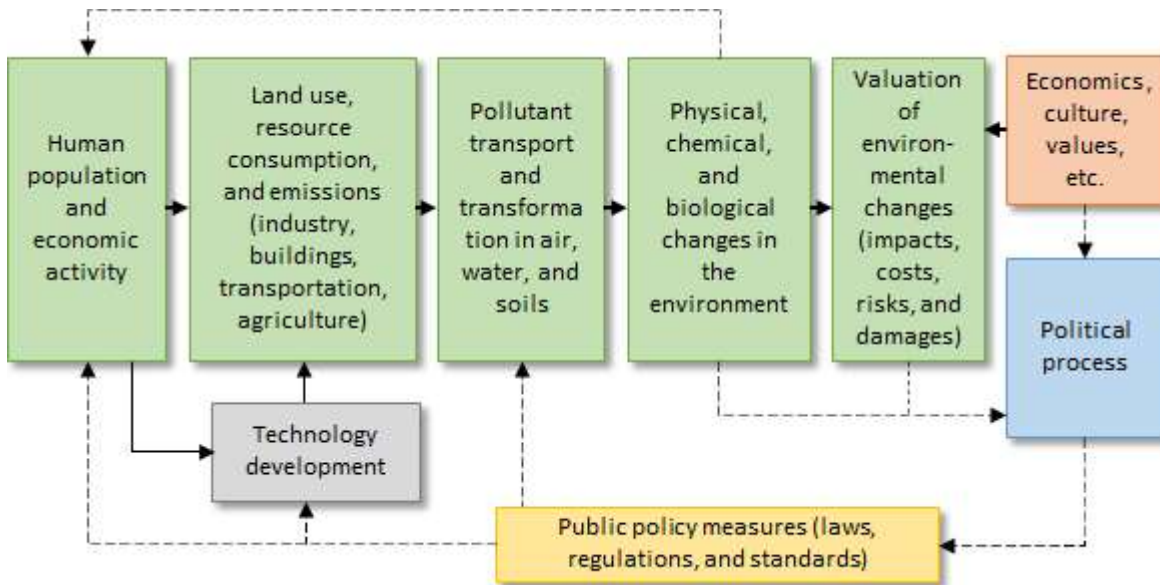 Human
population
and
economic
activity
Land use,
resource
consumption,
and emissions
(industry,
buildings,
transportation,
agriculture)
Pollutant
transport
and
transforma
tion in air,
water, and
soils
Physical,
chemical,
and
biological
changes in
the
environment
Valuation
of
environ-
mental
changes
(impacts,
costs,
risks, and
damages)
Economics,
culture,
values,
etc.
Political
process
Technology
development
Public policy measures (laws,
regulations, and standards)